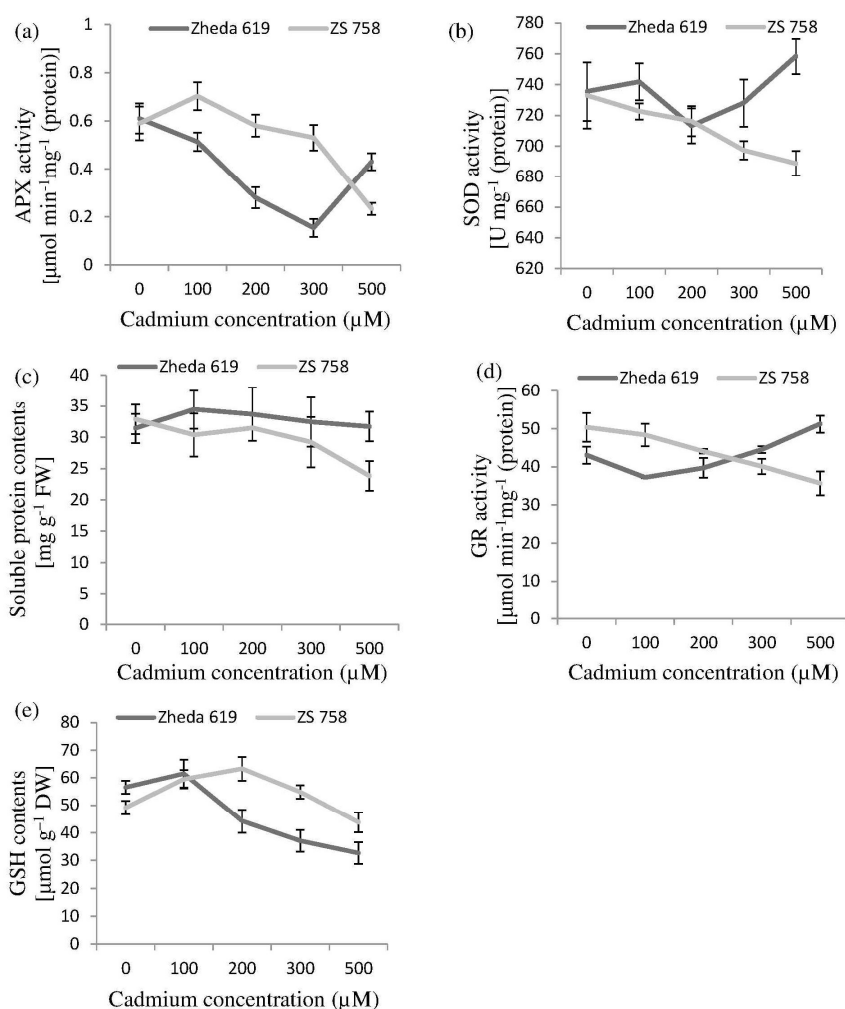 (a)
Zheda 619
ZS 758
APX activity
[µmol min⁻¹mg⁻¹ (protein)]
1
0.8
0.6
0.4
0.2
0
0 100 200 300 500
Cadmium concentration (µM)
(b)
Zheda 619
ZS 758
SOD activity
[U mg⁻¹ (protein)]
780
760
740
720
700
680
660
640
620
0 100 200 300 500
Cadmium concentration (µM)
(c)
Zheda 619
ZS 758
Soluble protein contents
[mg g⁻¹ FW]
40
35
30
25
20
15
10
5
0
0 100 200 300 500
Cadmium concentration (µM)
(d)
Zheda 619
ZS 758
GR activity
[µmol min⁻¹mg⁻¹ (protein)]
60
50
40
30
20
10
0
0 100 200 300 500
Cadmium concentration (µM)
(e)
Zheda 619
ZS 758
GSH contents
[µmol g⁻¹ DW]
80
70
60
50
40
30
20
10
0
0 100 200 300 500
Cadmium concentration (µM)